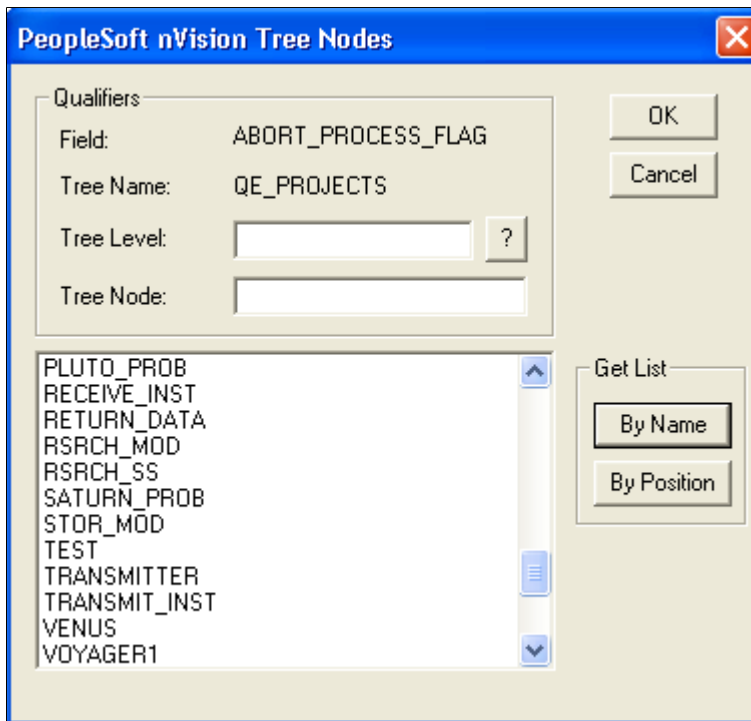 PeopleSoft nVision Tree Nodes
Qualifiers
Field: ABORT_PROCESS_FLAG
Tree Name: QE_PROJECTS
Tree Level: ?
Tree Node:
OK
Cancel
PLUTO_PROB
RECEIVE_INST
RETURN_DATA
RSRCH_MOD
RSRCH_SS
SATURN_PROB
STOR_MOD
TEST
TRANSMITTER
TRANSMIT_INST
VENUS
VOYAGER1
Get List
By Name
By Position